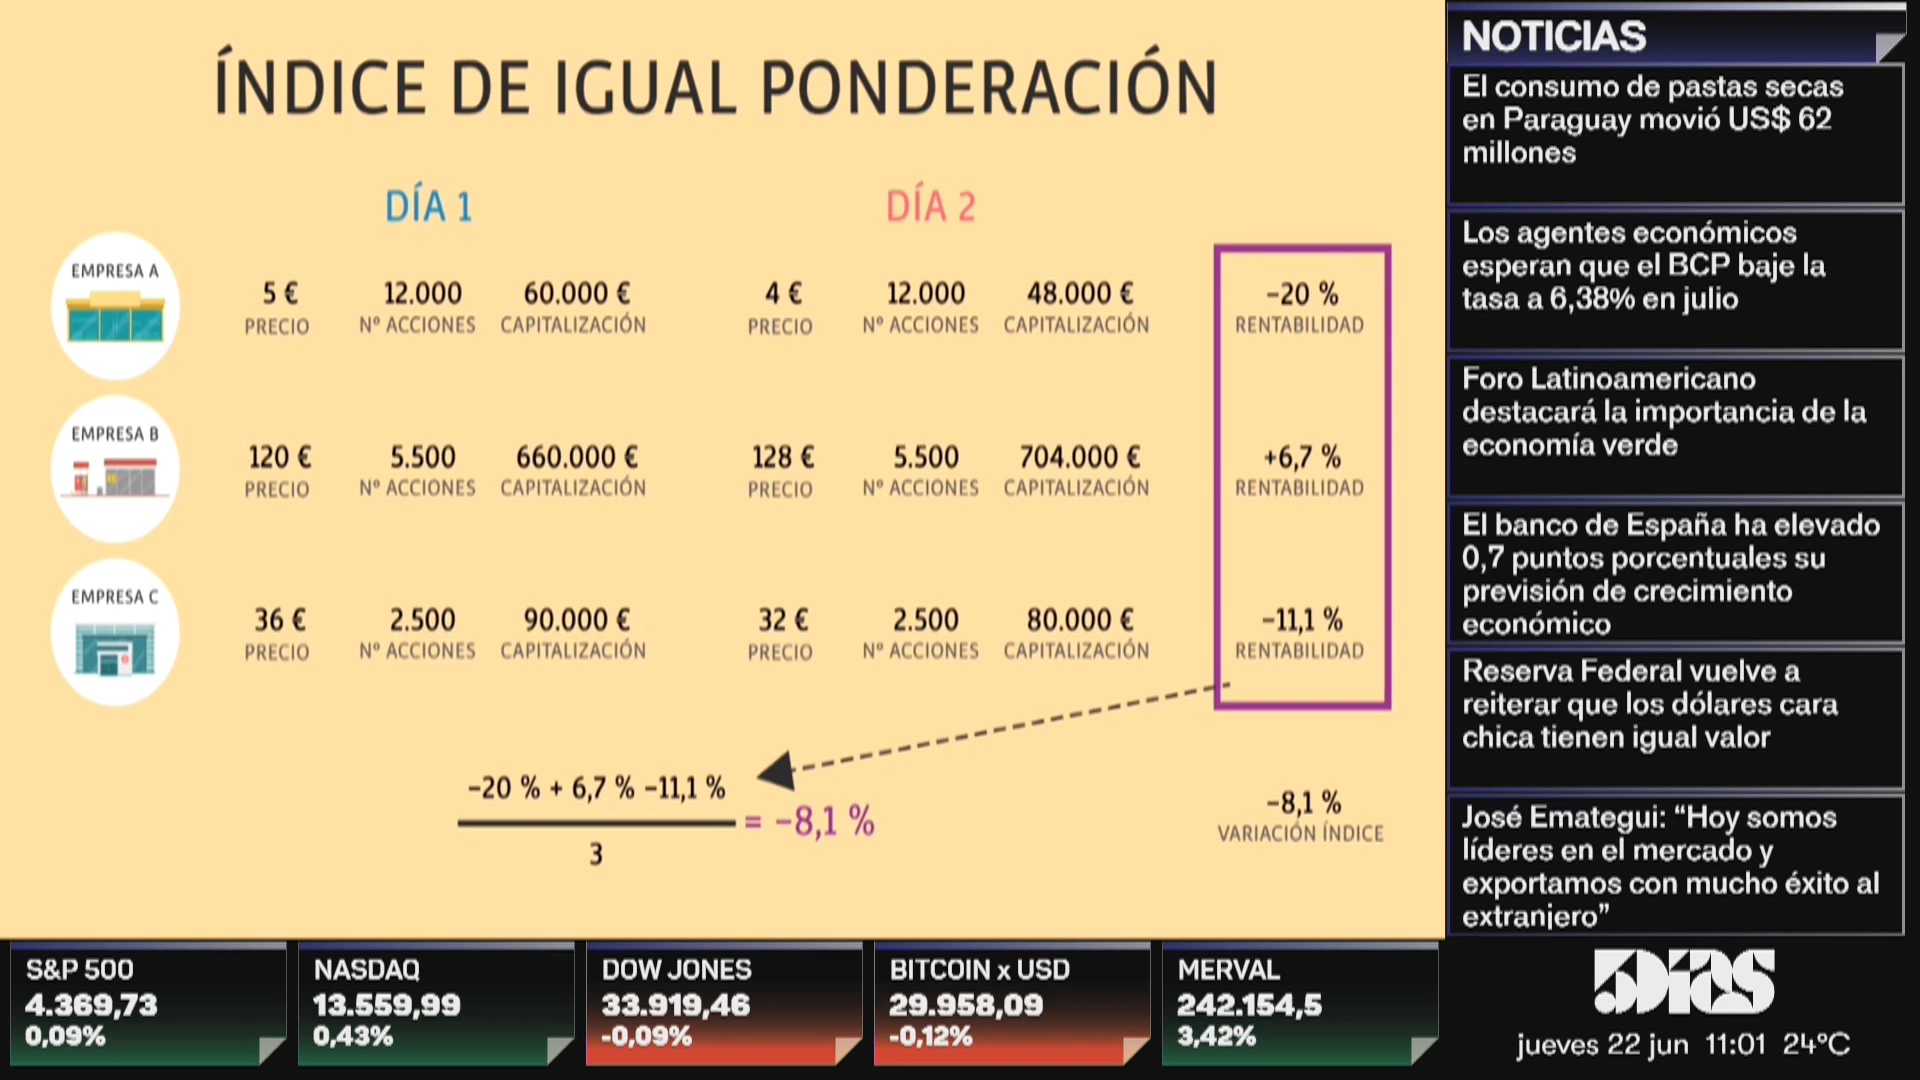 ÍNDICE DE IGUAL PONDERACIÓN
DÍA 1
DÍA 2
EMPRESA A
5 € 12.000 60.000 € 4 € 12.000 48.000 € -20 %
PRECIO Nº ACCIONES CAPITALIZACIÓN PRECIO Nº ACCIONES CAPITALIZACIÓN RENTABILIDAD
EMPRESA B
120 € 5.500 660.000 € 128 € 5.500 704.000 € +6,7 %
PRECIO Nº ACCIONES CAPITALIZACIÓN PRECIO Nº ACCIONES CAPITALIZACIÓN RENTABILIDAD
EMPRESA C
36 € 2.500 90.000 € 32 € 2.500 80.000 € -11,1 %
PRECIO Nº ACCIONES CAPITALIZACIÓN PRECIO Nº ACCIONES CAPITALIZACIÓN RENTABILIDAD
-20 % + 6,7 % -11,1 %
3
= -8,1 %
-8,1 %
VARIACIÓN ÍNDICE
NOTICIAS
El consumo de pastas secas
en Paraguay movió US$ 62
millones
Los agentes económicos
esperan que el BCP baje la
tasa a 6,38% en julio
Foro Latinoamericano
destacará la importancia de la
economía verde
El banco de España ha elevado
0,7 puntos porcentuales su
previsión de crecimiento
económico
Reserva Federal vuelve a
reiterar que los dólares cara
chica tienen igual valor
José Emategui: “Hoy somos
líderes en el mercado y
exportamos con mucho éxito al
extranjero”
S&P 500
4.369,73
0,09%
NASDAQ
13.559,99
0,43%
DOW JONES
33.919,46
-0,09%
BITCOIN x USD
29.958,09
-0,12%
MERVAL
242.154,5
3,42%
5DÍAS
jueves 22 jun 11:01 24°C